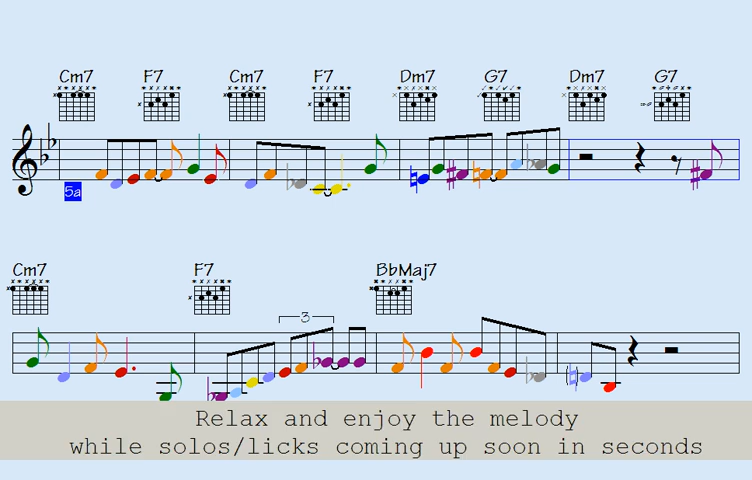 Cm7 F7 Cm7 F7 Dm7 G7 Dm7 G7
5a
Cm7 F7 BbMaj7
3
Relax and enjoy the melody
while solos/licks coming up soon in seconds